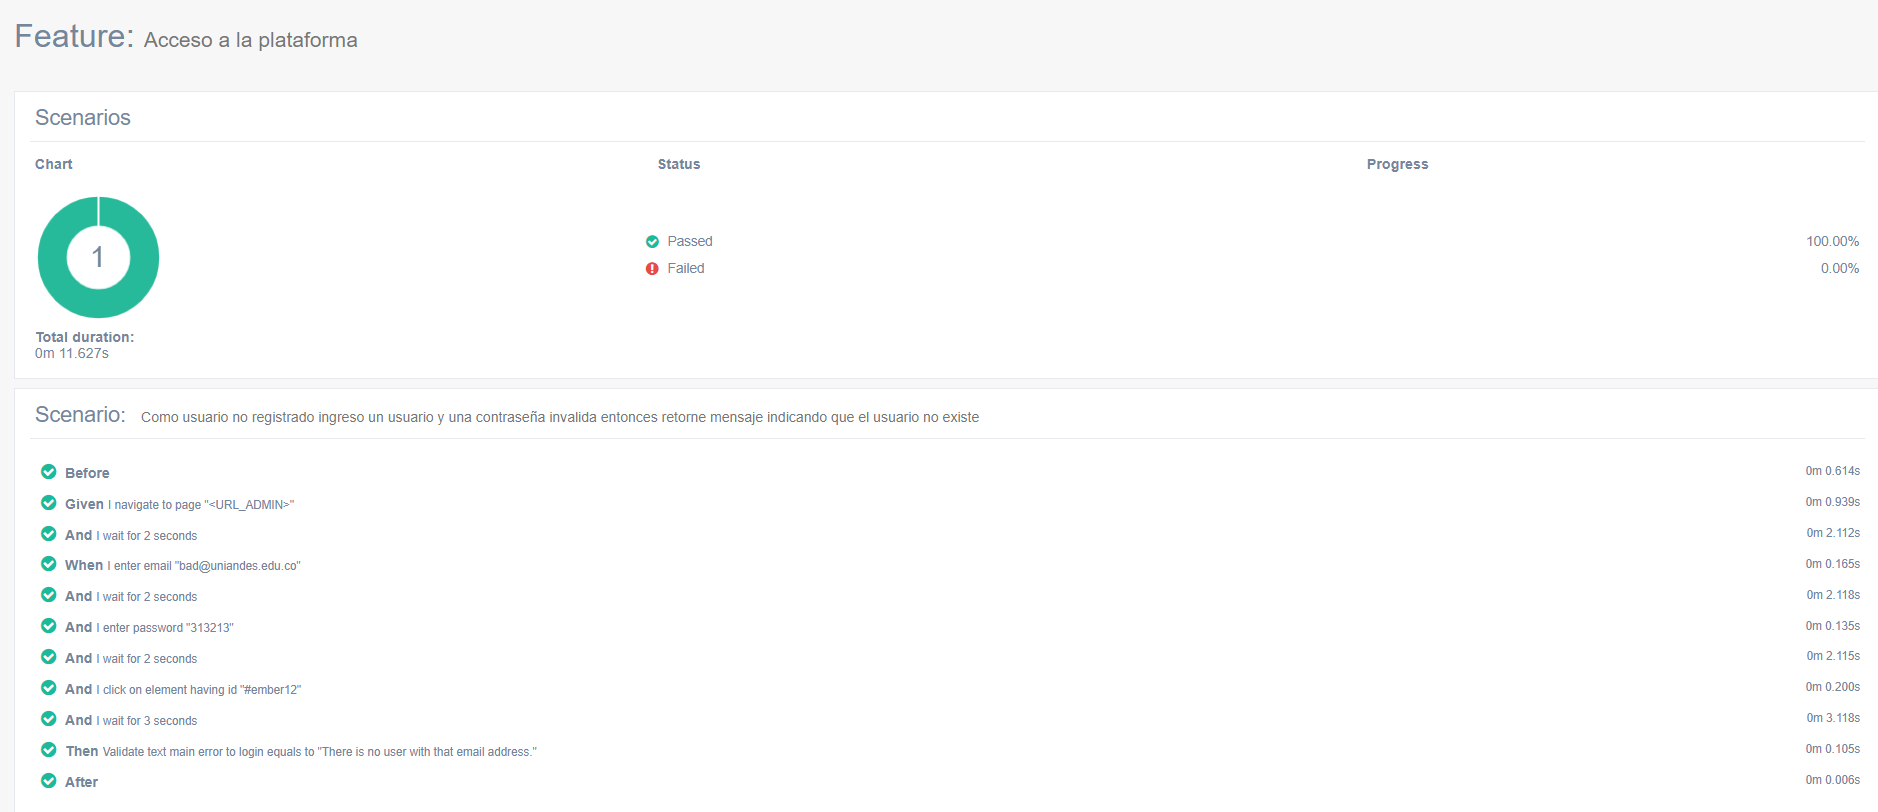 Feature: Acceso a la plataforma
Scenarios
Chart Status Progress
1
Passed 100.00%
Failed 0.00%
Total duration:
0m 11.627s
Scenario: Como usuario no registrado ingreso un usuario y una contraseña invalida entonces retorne mensaje indicando que el usuario no existe
Before 0m 0.614s
Given I navigate to page "<URL_ADMIN>" 0m 0.939s
And I wait for 2 seconds 0m 2.112s
When I enter email "bad@uniandes.edu.co" 0m 0.165s
And I wait for 2 seconds 0m 2.118s
And I enter password "313213" 0m 0.135s
And I wait for 2 seconds 0m 2.115s
And I click on element having id "#ember12" 0m 0.200s
And I wait for 3 seconds 0m 3.118s
Then Validate text main error to login equals to "There is no user with that email address." 0m 0.105s
After 0m 0.006s